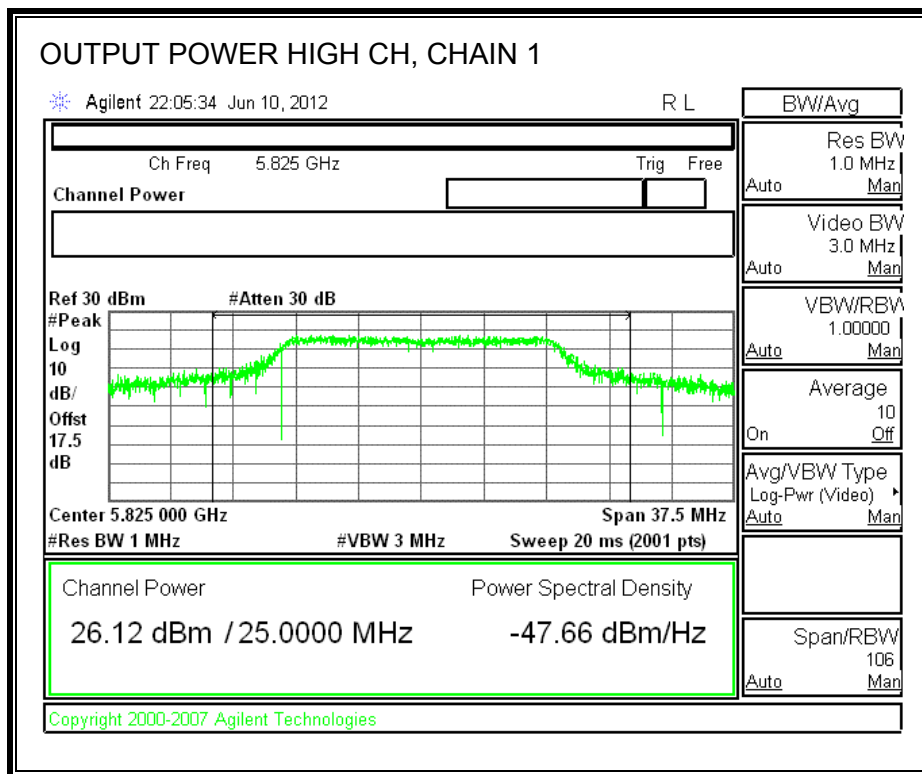 OUTPUT POWER HIGH CH, CHAIN 1
Agilent 22:05:34 Jun 10, 2012 R L
BW/Avg
Ch Freq 5.825 GHz Trig Free
Channel Power
Res BW
1.0 MHz
Auto Man
Video BW
3.0 MHz
Auto Man
Ref 30 dBm #Atten 30 dB
#Peak
Log
10
dB/
Offst
17.5
dB
VBW/RBW
1.00000
Auto Man
Average
10
On Off
Avg/VBW Type
Log-Pwr (Video)
Auto Man
Center 5.825 000 GHz Span 37.5 MHz
#Res BW 1 MHz #VBW 3 MHz Sweep 20 ms (2001 pts)
Channel Power Power Spectral Density
26.12 dBm / 25.0000 MHz -47.66 dBm/Hz
Span/RBW
106
Auto Man
Copyright 2000-2007 Agilent Technologies